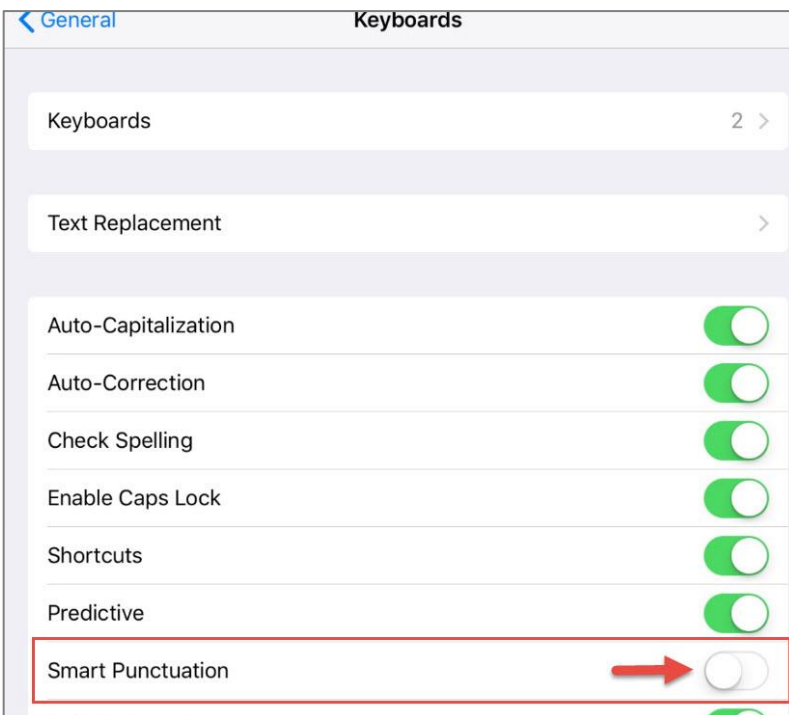 General
Keyboards
Keyboards 2
Text Replacement
Auto-Capitalization
Auto-Correction
Check Spelling
Enable Caps Lock
Shortcuts
Predictive
Smart Punctuation